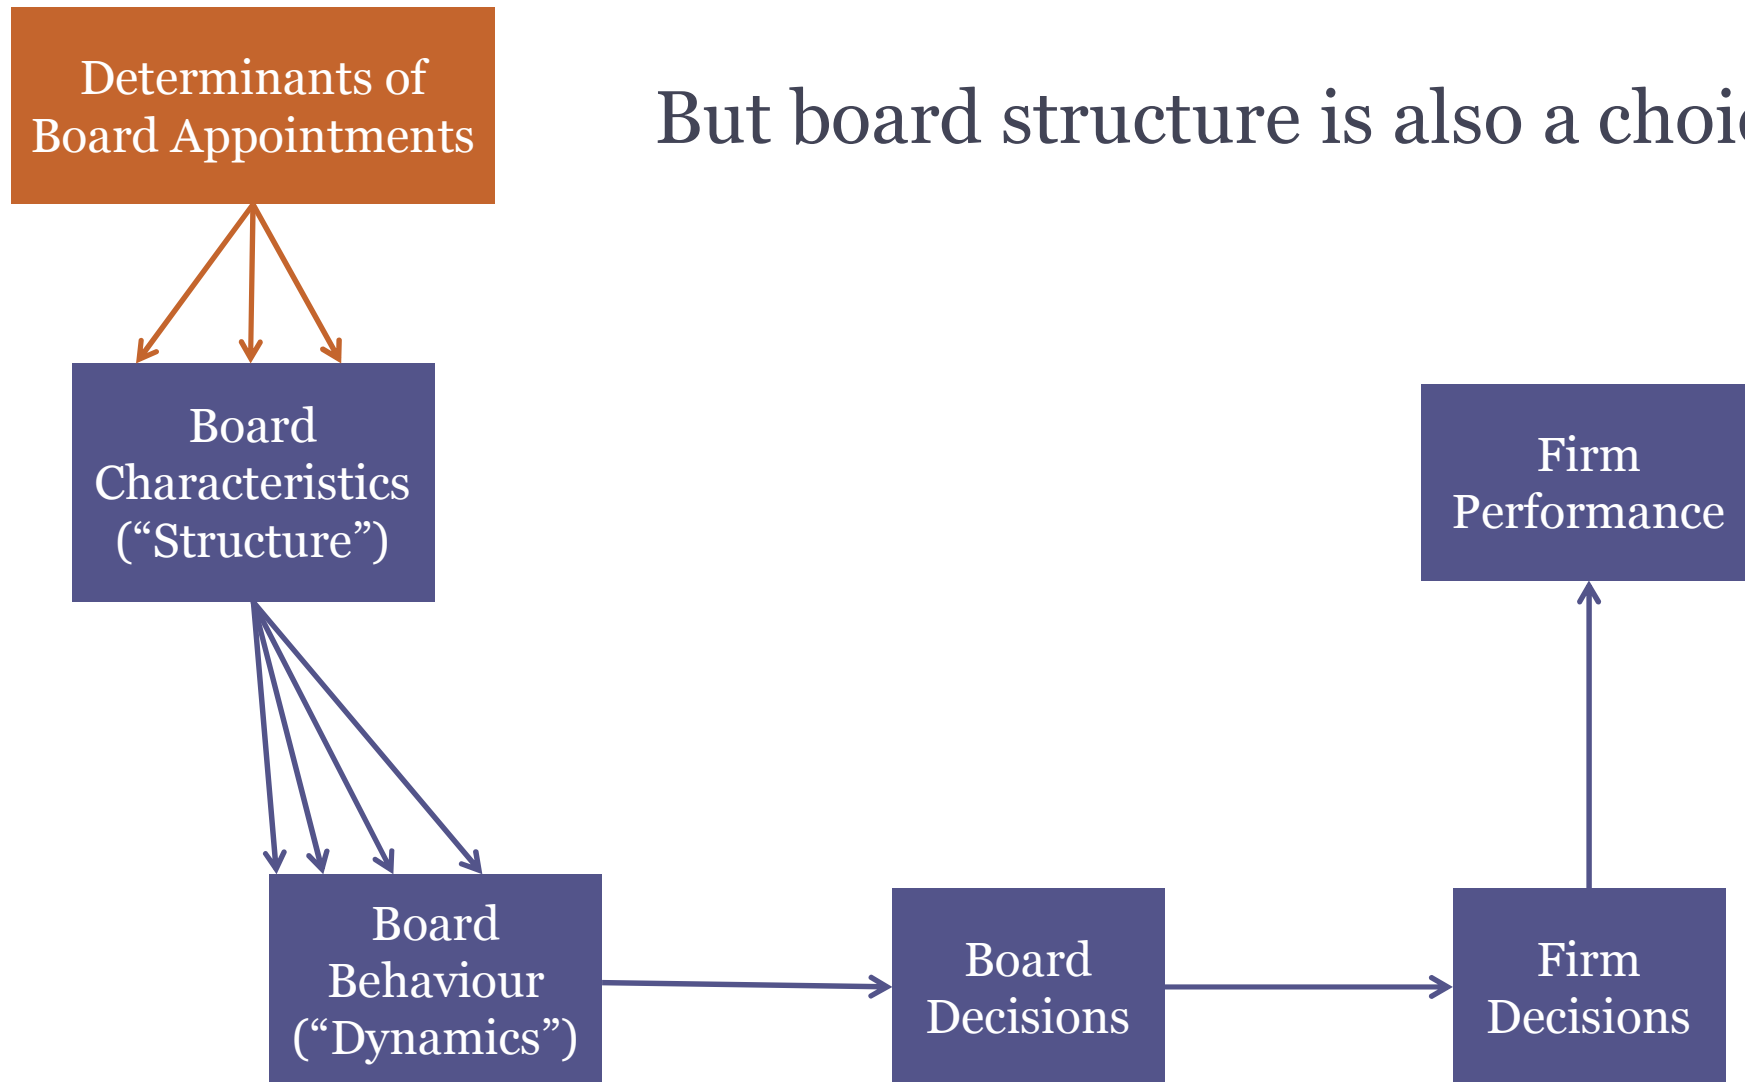 Determinants of
Board Appointments
But board structure is also a
Board
Characteristics
(“Structure”)
Firm
Performance
Board
Behaviour
(“Dynamics”)
Board
Decisions
Firm
Decisions